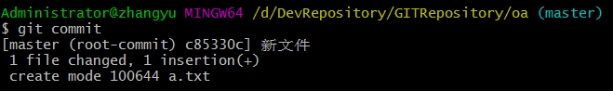 Administrator@zhangyu MINGW64 /d/DevRepository/GITRepository/oa (master)
$ git commit
[master (root-commit) c85330c] 新文件
 1 file changed, 1 insertion(+)
 create mode 100644 a.txt